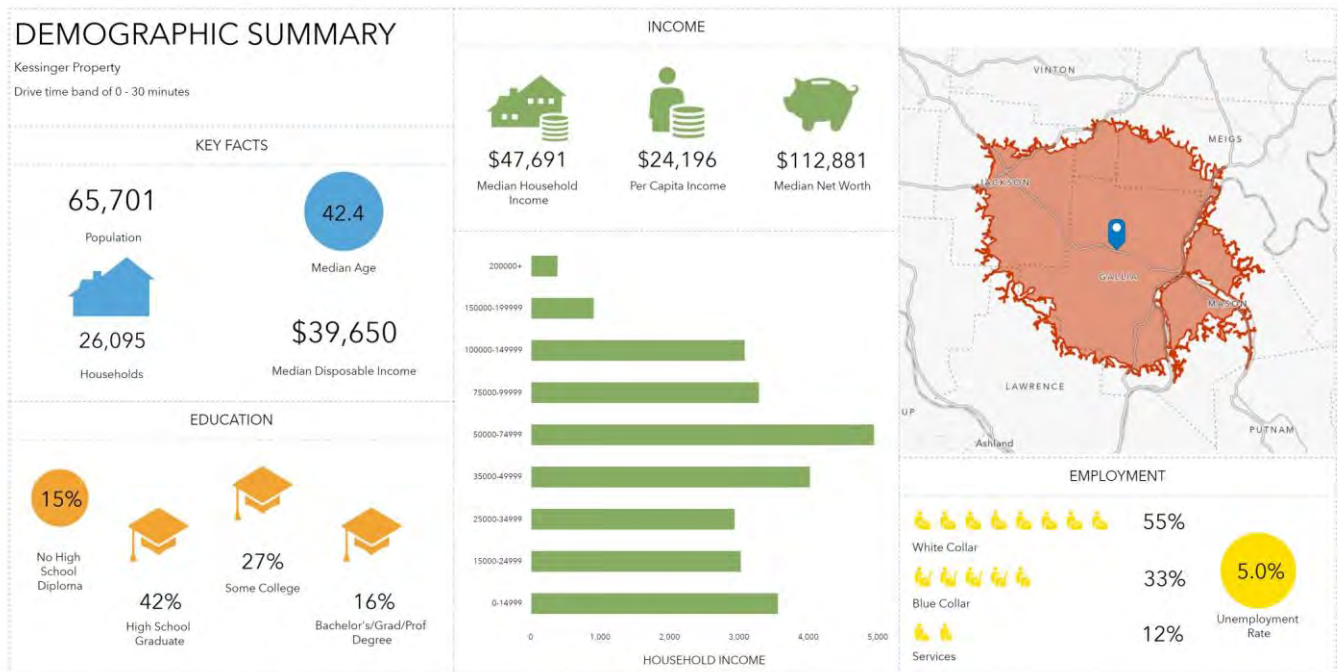 DEMOGRAPHIC SUMMARY
Kessinger Property
Drive time band of 0 - 30 minutes
KEY FACTS
65,701
Population
42.4
Median Age
26,095
Households
$39,650
Median Disposable Income
EDUCATION
15%
No High
School
Diploma
42%
High School
Graduate
27%
Some College
16%
Bachelor's/Grad/Prof
Degree
INCOME
$47,691
Median Household
Income
$24,196
Per Capita Income
$112,881
Median Net Worth
200000+
150000-199999
100000-149999
75000-99999
50000-74999
35000-49999
25000-34999
15000-24999
0-14999
0 1,000 2,000 3,000 4,000 5,000
HOUSEHOLD INCOME
VINTON
MEIGS
JACKSON
GALLIA
MASON
LAWRENCE
UP
PUTNAM
Ashland
EMPLOYMENT
55%
White Collar
33%
Blue Collar
12%
Services
5.0%
Unemployment
Rate